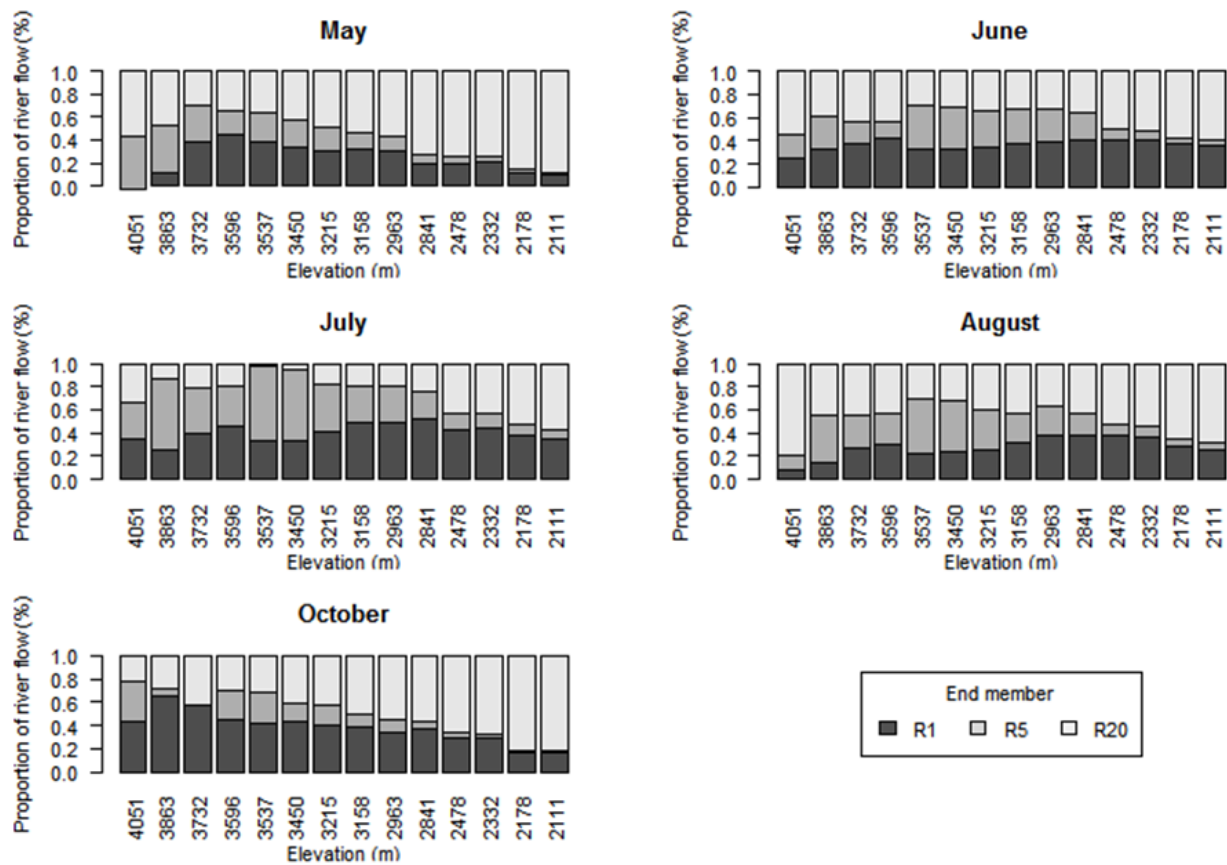 May
Proportion of river flow(%)
1.0
0.8
0.6
0.4
0.2
0.0
4051 3863 3732 3596 3537 3450 3215 3158 2963 2841 2478 2332 2178 2111
Elevation (m)
June
Proportion of river flow(%)
1.0
0.8
0.6
0.4
0.2
0.0
4051 3863 3732 3596 3537 3450 3215 3158 2963 2841 2478 2332 2178 2111
Elevation (m)
July
Proportion of river flow(%)
1.0
0.8
0.6
0.4
0.2
0.0
4051 3863 3732 3596 3537 3450 3215 3158 2963 2841 2478 2332 2178 2111
Elevation (m)
August
Proportion of river flow(%)
1.0
0.8
0.6
0.4
0.2
0.0
4051 3863 3732 3596 3537 3450 3215 3158 2963 2841 2478 2332 2178 2111
Elevation (m)
October
Proportion of river flow(%)
1.0
0.8
0.6
0.4
0.2
0.0
4051 3863 3732 3596 3537 3450 3215 3158 2963 2841 2478 2332 2178 2111
Elevation (m)
End member
R1 R5 R20